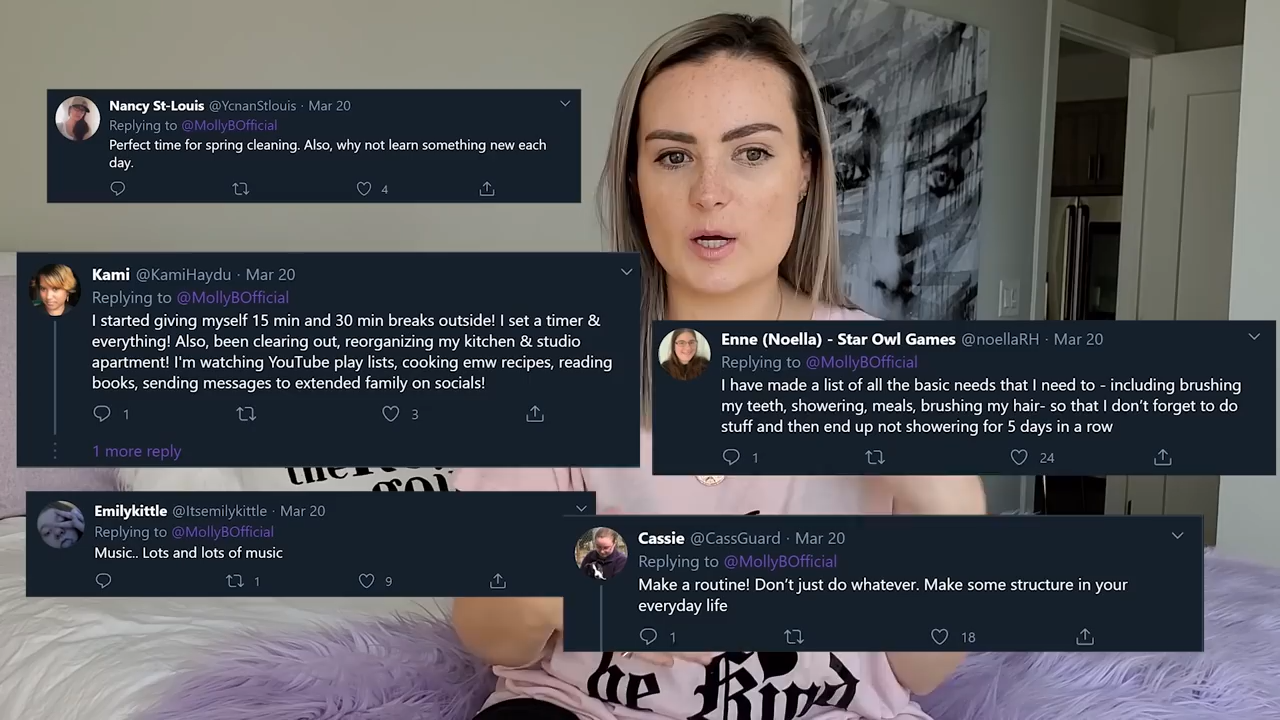 Nancy St-Louis @YcnanStlouis · Mar 20
Replying to @MollyBOfficial
Perfect time for spring cleaning. Also, why not learn something new each
day.
4
Kami @KamiHaydu · Mar 20
Replying to @MollyBOfficial
I started giving myself 15 min and 30 min breaks outside! I set a timer &
everything! Also, been clearing out, reorganizing my kitchen & studio
apartment! I'm watching YouTube play lists, cooking emw recipes, reading
books, sending messages to extended family on socials!
1 3
1 more reply
Enne (Noella) - Star Owl Games @noellaRH · Mar 20
Replying to @MollyBOfficial
I have made a list of all the basic needs that I need to - including brushing
my teeth, showering, meals, brushing my hair- so that I don't forget to do
stuff and then end up not showering for 5 days in a row
1 24
the
Emilykittle @Itsemilykittle · Mar 20
Replying to @MollyBOfficial
Music.. Lots and lots of music
1 9
Cassie @CassGuard · Mar 20
Replying to @MollyBOfficial
Make a routine! Don't just do whatever. Make some structure in your
everyday life
1 18
be Kind